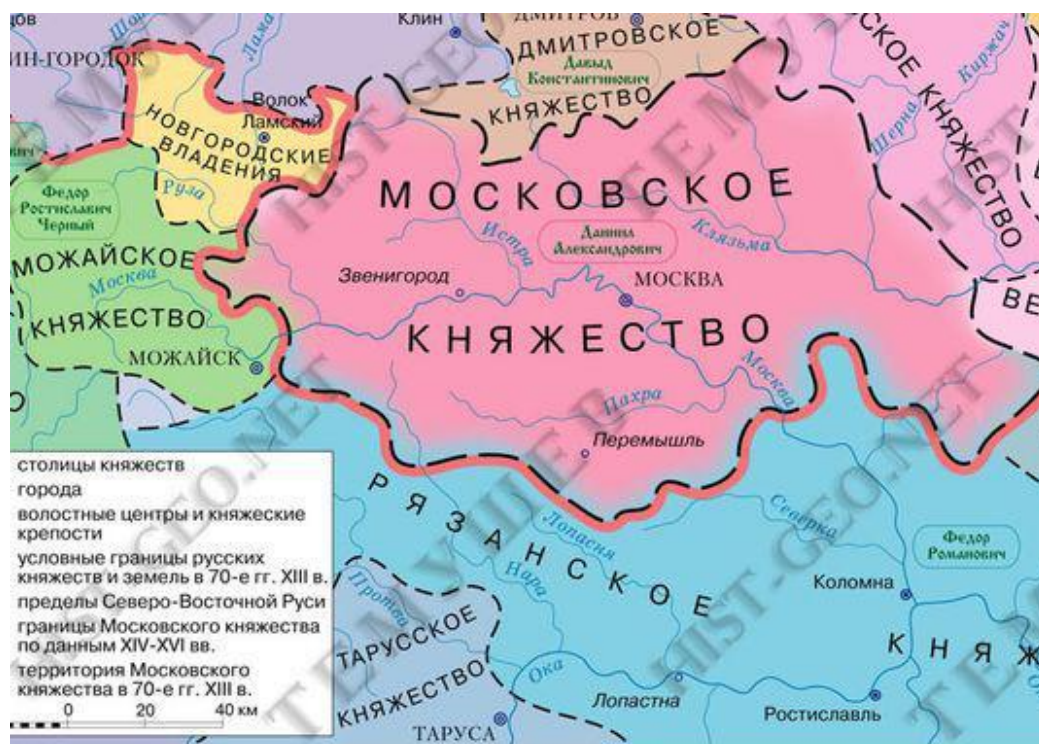 Клин
ДМИТРОВ
ДМИТРОВСКОЕ
Давыд
Константинович
КНЯЖЕСТВО
Лама
ИН-ГОРОДОК
Волок
Ламский
НОВГОРОДСКИЕ
ВЛАДЕНИЯ
Руза
Федор
Ростиславич
Черный
МОЖАЙСКОЕ
Москва
КНЯЖЕСТВО
МОЖАЙСК
МОСКОВСКОЕ
Истра
Даниил
Александрович
Клязьма
Звенигород
МОСКВА
КНЯЖЕСТВО
Москва
Пахра
Перемышль
Киржач
Шерна
СКОЕ КНЯЖЕСТВО
ВЕ
РЯЗАНСКОЕ
Лопасня
Нара
Протва
Северка
Федор
Романович
Коломна
КНЯЖ
ТАРУССКОЕ
КНЯЖЕСТВО
ТАРУСА
Ока
Лопастна
Ростиславль
столицы княжеств
города
волостные центры и княжеские
крепости
условные границы русских
княжеств и земель в 70-е гг. XIII в.
пределы Северо-Восточной Руси
границы Московского княжества
по данным XIV-XVI вв.
территория Московского
княжества в 70-е гг. XIII в.
0 20 40 км
HIST-GEO.NET